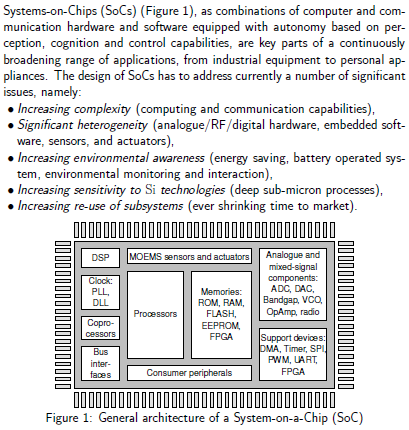 Systems-on-Chips (SoCs) (Figure 1), as combinations of computer and com-
munication hardware and software equipped with autonomy based on per-
ception, cognition and control capabilities, are key parts of a continuously
broadening range of applications, from industrial equipment to personal ap-
pliances. The design of SoCs has to address currently a number of significant
issues, namely:
• Increasing complexity (computing and communication capabilities),
• Significant heterogeneity (analogue/RF/digital hardware, embedded soft-
ware, sensors, and actuators),
• Increasing environmental awareness (energy saving, battery operated sys-
tem, environmental monitoring and interaction),
• Increasing sensitivity to Si technologies (deep sub-micron processes),
• Increasing re-use of subsystems (ever shrinking time to market).
DSP
Clock:
PLL,
DLL
Copro-
cessors
Bus
inter-
faces
MOEMS sensors and actuators
Processors
Memories:
ROM, RAM,
FLASH,
EEPROM,
FPGA
Consumer peripherals
Analogue and
mixed-signal
components:
ADC, DAC,
Bandgap, VCO,
OpAmp, radio
Support devices:
DMA, Timer, SPI,
PWM, UART,
FPGA
Figure 1: General architecture of a System-on-a-Chip (SoC)